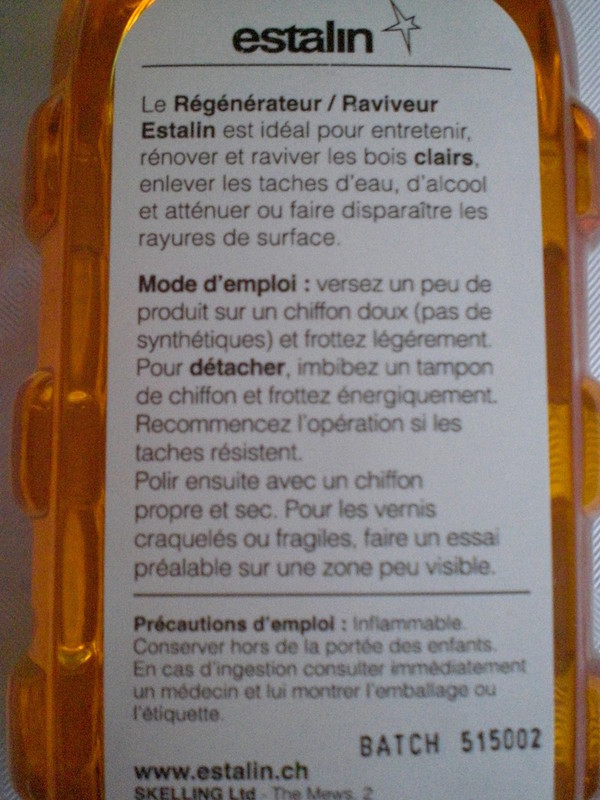 estalin
Le Régénérateur / Raviveur
Estalin est idéal pour entretenir,
rénover et raviver les bois clairs,
enlever les taches d'eau, d'alcool
et atténuer ou faire disparaître les
rayures de surface.
Mode d'emploi : versez un peu de
produit sur un chiffon doux (pas de
synthétiques) et frottez légérement.
Pour détacher, imbibez un tampon
de chiffon et frottez énergiquement.
Recommencez l'opération si les
taches résistent.
Polir ensuite avec un chiffon
propre et sec. Pour les vernis
craquelés ou fragiles, faire un essai
préalable sur une zone peu visible.
Précautions d'emploi : Inflammable.
Conserver hors de la portée des enfants.
En cas d'ingestion consulter immédiatement
un médecin et lui montrer l'emballage ou
l'étiquette.
BATCH 515002
www.estalin.ch
SKELLING Ltd - The Mews, 2